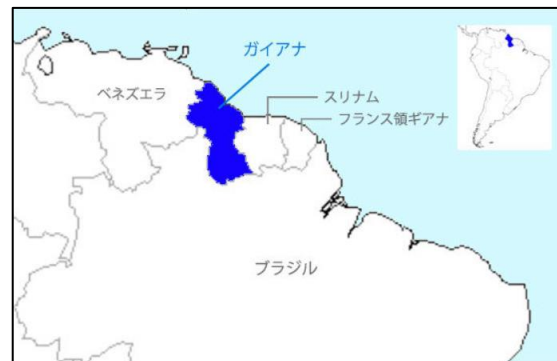 ガイアナ
ベネズエラ
スリナム
フランス領ギアナ
ブラジル